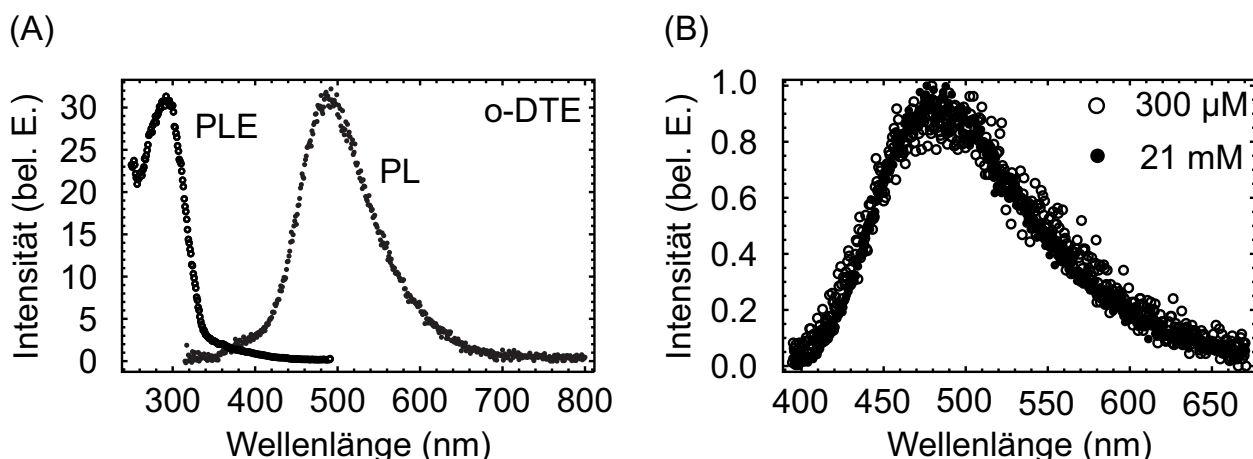 (A)
(B)
Intensität (bel. E.)
30
25
20
15
10
5
0
PLE
PL
o-DTE
300 400 500 600 700 800
Wellenlänge (nm)
Intensität (bel. E.)
1.0
0.8
0.6
0.4
0.2
0.0
300 µM
21 mM
400 450 500 550 600 650
Wellenlänge (nm)